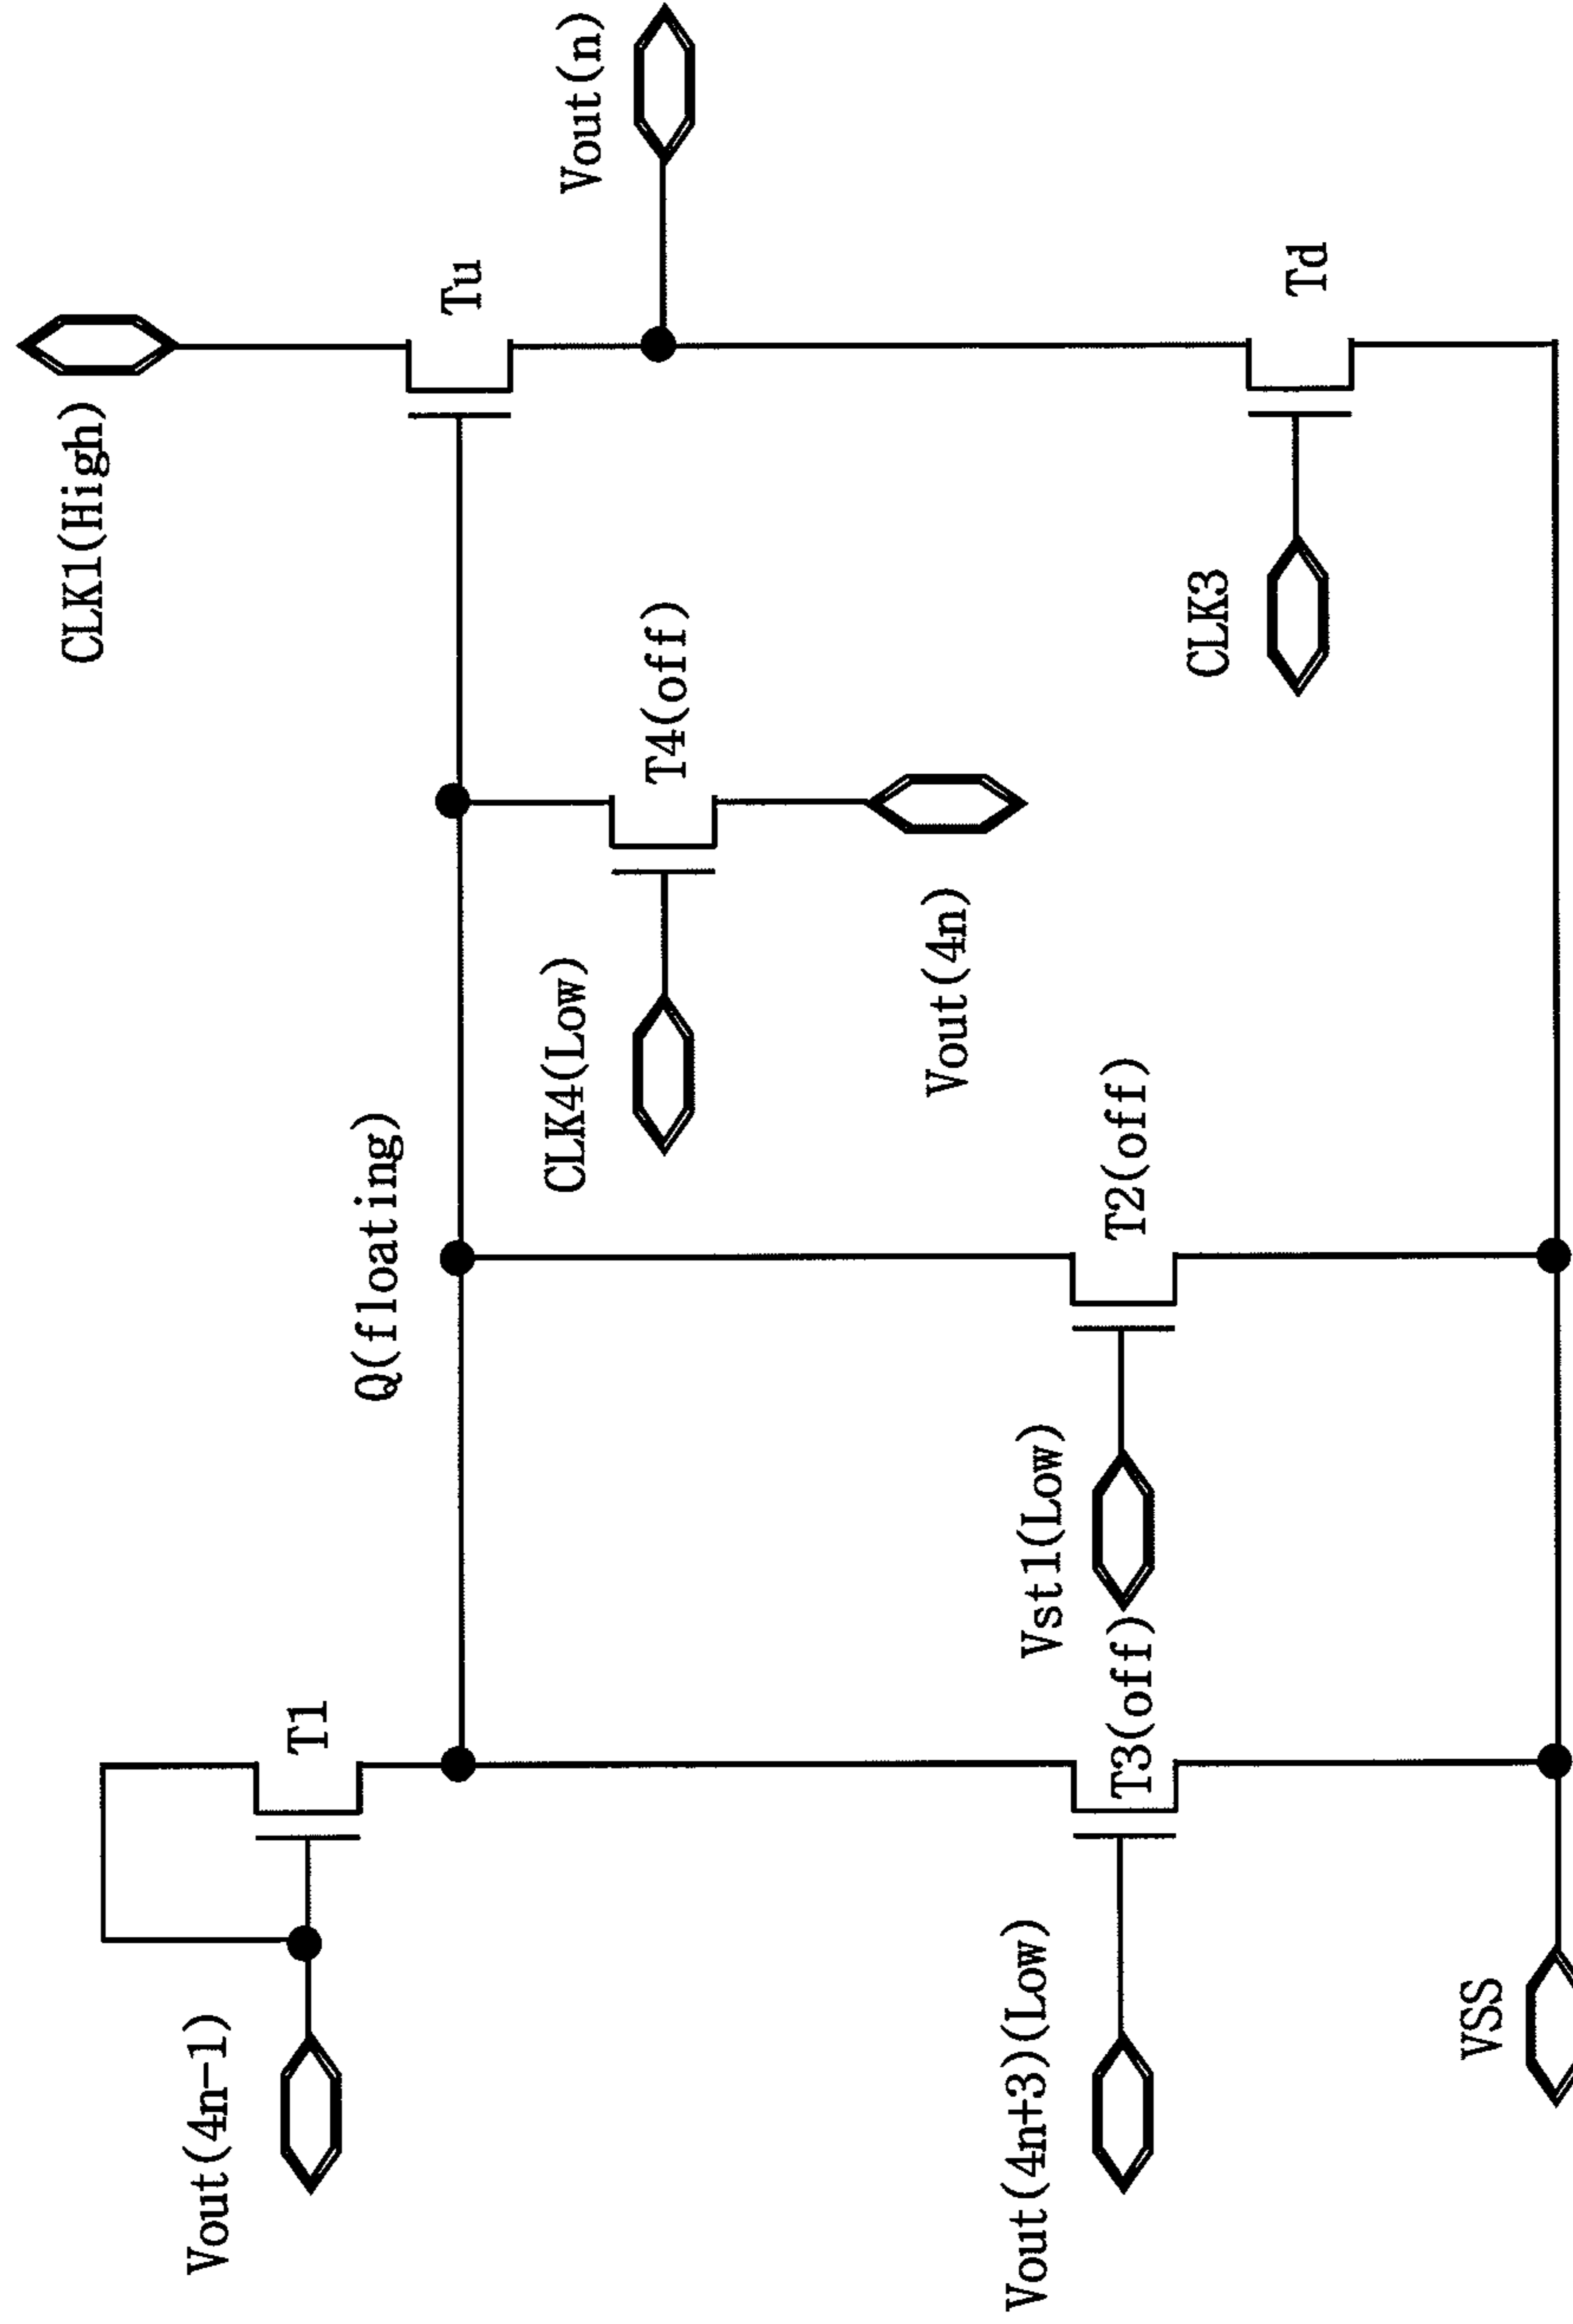 CLK1(High)
Vout(n)
Tu
Td
CLK3
T4(off)
CLK4(Low)
Vout(4n)
Q(floating)
T2(off)
Vst1(Low)
T1
T3(off)
Vout(4n-1)
Vout(4n+3)(Low)
VSS